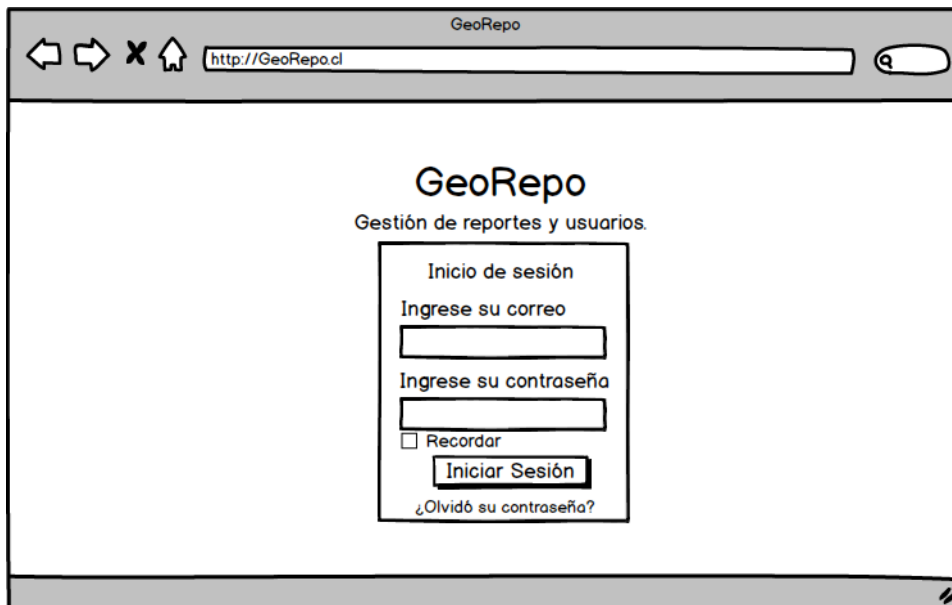 GeoRepo
http://GeoRepo.cl
GeoRepo
Gestión de reportes y usuarios.
Inicio de sesión
Ingrese su correo
Ingrese su contraseña
Recordar
Iniciar Sesión
¿Olvidó su contraseña?